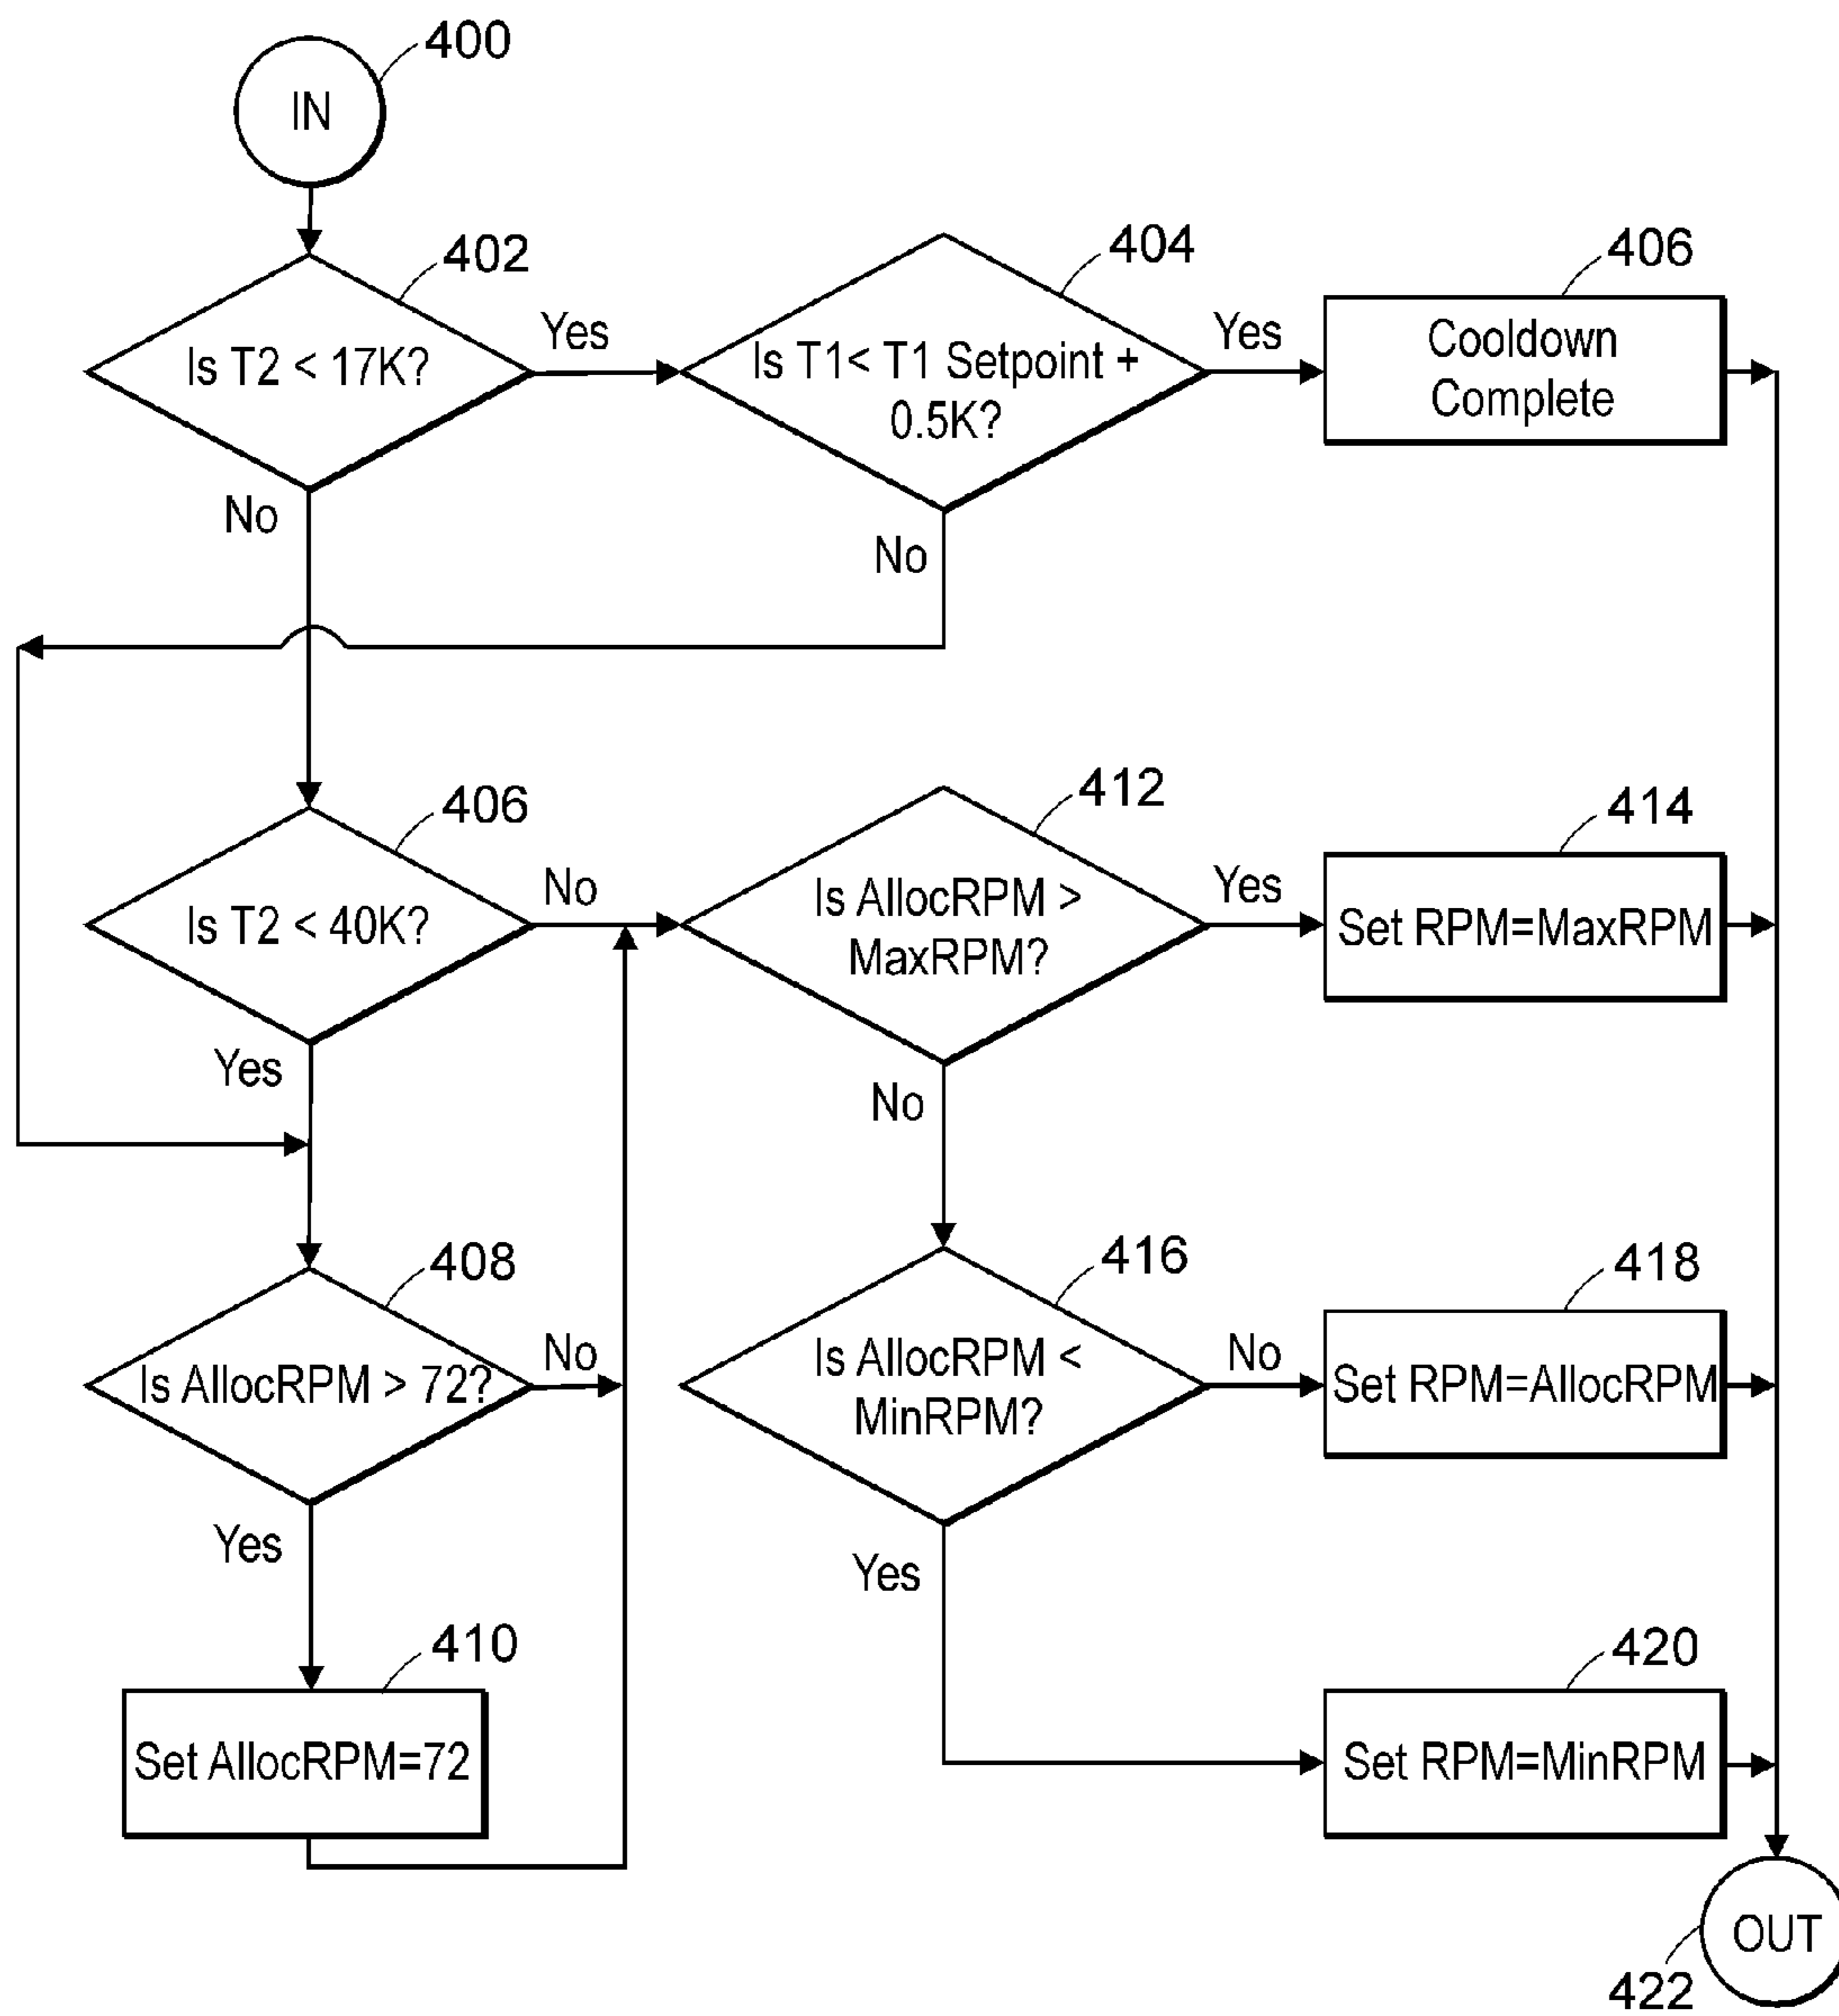 400
IN
402
Is T2 < 17K?
Yes
No
404
Is T1< T1 Setpoint +
0.5K?
Yes
No
406
Cooldown
Complete
406
Is T2 < 40K?
No
Yes
412
Is AllocRPM >
MaxRPM?
Yes
No
414
Set RPM=MaxRPM
408
Is AllocRPM > 72?
No
Yes
416
Is AllocRPM <
MinRPM?
No
Yes
418
Set RPM=AllocRPM
410
Set AllocRPM=72
420
Set RPM=MinRPM
OUT
422